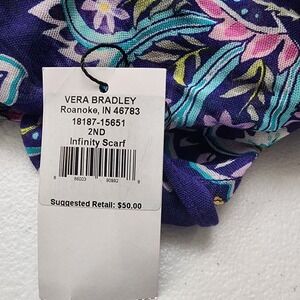 VERA BRADLEY
Roanoke, IN 46783
18187-15651
2ND
Infinity Scarf
Suggested Retail: $50.00